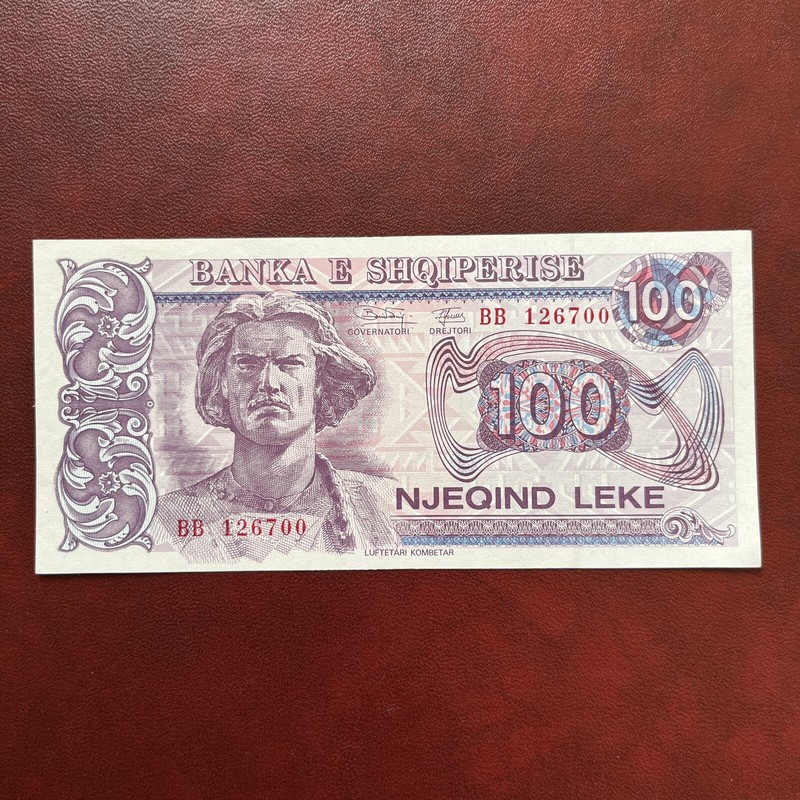 BANKA E SHQIPERISE
100
GOVERNATORI DREJTORI
BB 126700
100
NJEQIND LEKE
BB 126700
LUFTETARI KOMBETAR